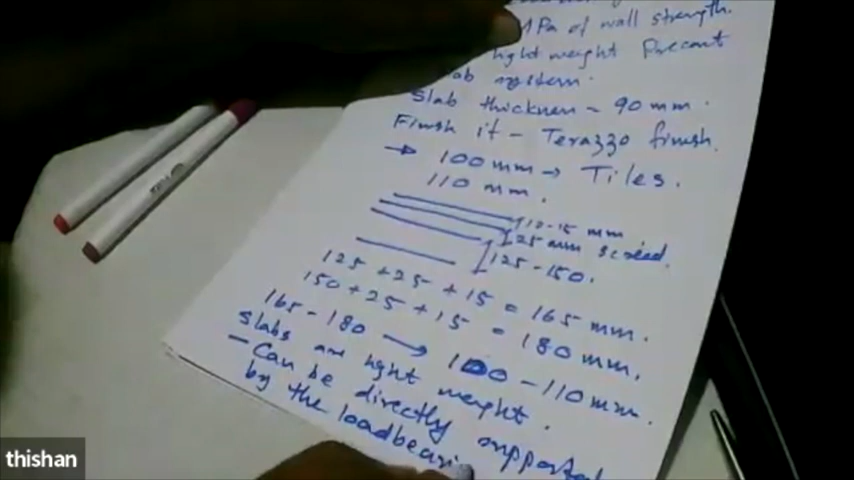 MPa of wall strength.
light weight Precast
slab system.
Slab thickness - 90 mm.
Finish it - Terazzo finish.
→ 100 mm → Tiles.
110 mm.
10-15 mm
25 mm screed.
125-150.
125 + 25 + 15 = 165 mm.
150 + 25 + 15 = 180 mm.
165 - 180 → 100 - 110 mm.
Slabs are light weight.
- Can be directly supported
by the loadbeari
thishan